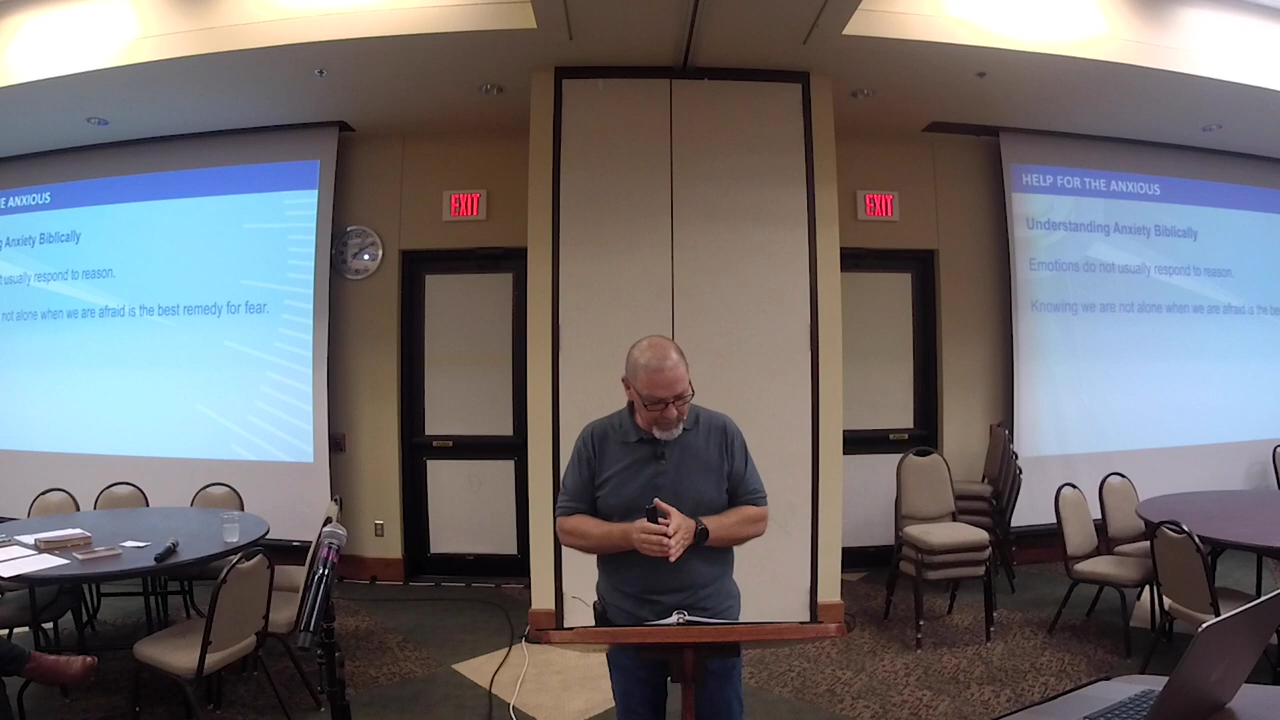 E ANXIOUS
g Anxiety Biblically
t usually respond to reason.
not alone when we are afraid is the best remedy for fear.
EXIT
EXIT
HELP FOR THE ANXIOUS
Understanding Anxiety Biblically
Emotions do not usually respond to reason.
Knowing we are not alone when we are afraid is the be